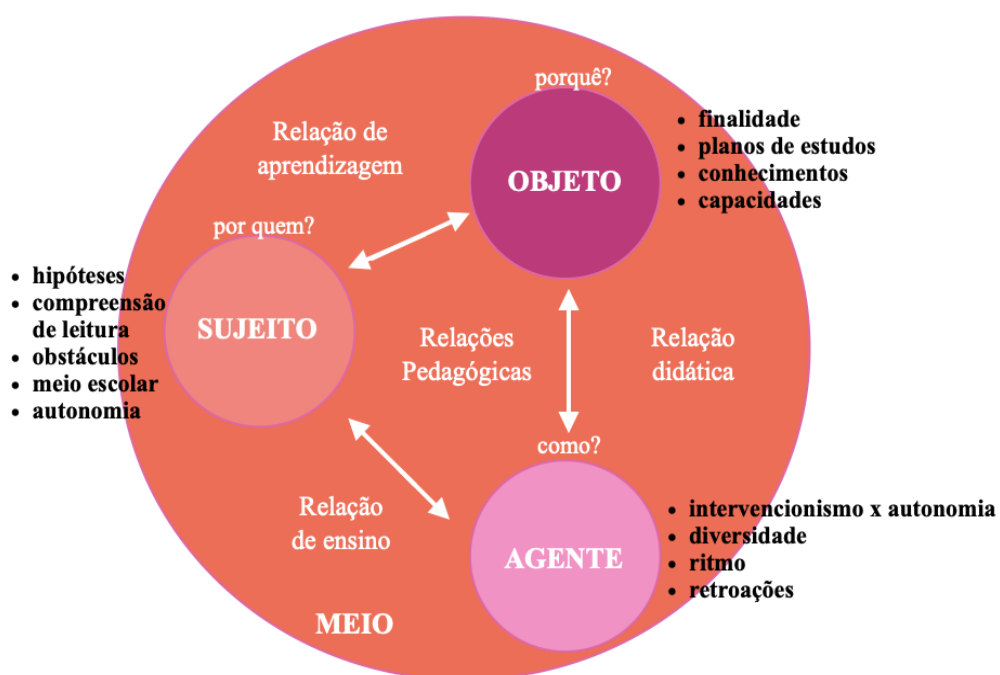 porquê?
OBJETO
• finalidade
• planos de estudos
• conhecimentos
• capacidades
Relação de
aprendizagem
por quem?
SUJEITO
• hipóteses
• compreensão
de leitura
• obstáculos
• meio escolar
• autonomia
Relações
Pedagógicas
Relação
didática
como?
AGENTE
• intervencionismo x autonomia
• diversidade
• ritmo
• retroações
Relação
de ensino
MEIO